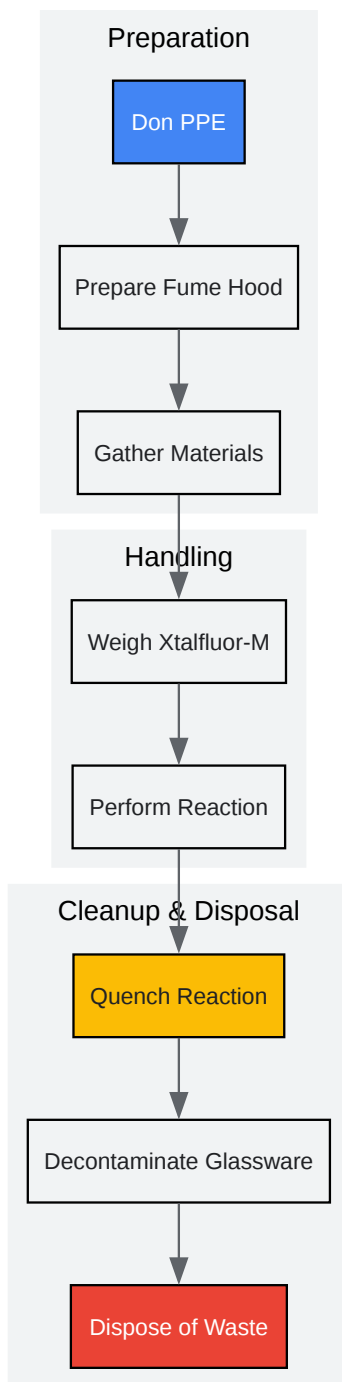 Preparation
Don PPE
Prepare Fume Hood
Gather Materials
Handling
Weigh Xtalfluor-M
Perform Reaction
Cleanup & Disposal
Quench Reaction
Decontaminate Glassware
Dispose of Waste